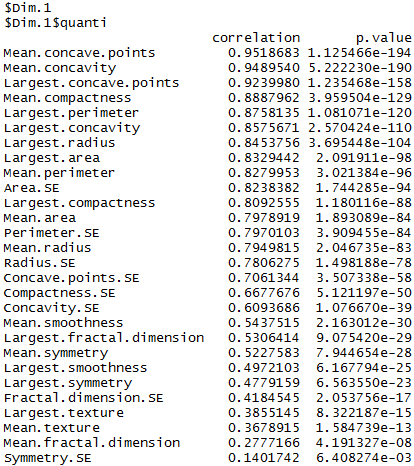 $Dim.1
$Dim.1$quanti
correlation p.value
Mean.concave.points 0.9518683 1.125466e-194
Mean.concavity 0.9489540 5.222230e-190
Largest.concave.points 0.9239980 1.235468e-158
Mean.compactness 0.8887962 3.959504e-129
Largest.perimeter 0.8758135 1.081071e-120
Largest.concavity 0.8575671 2.570424e-110
Largest.radius 0.8453756 3.695448e-104
Largest.area 0.8329442 2.091911e-98
Mean.perimeter 0.8279953 3.021384e-96
Area.SE 0.8238382 1.744285e-94
Largest.compactness 0.8092555 1.180116e-88
Mean.area 0.7978919 1.893089e-84
Perimeter.SE 0.7970103 3.909455e-84
Mean.radius 0.7949815 2.046735e-83
Radius.SE 0.7806275 1.498188e-78
Concave.points.SE 0.7061344 3.507338e-58
Compactness.SE 0.6677676 5.121197e-50
Concavity.SE 0.6093686 1.076670e-39
Mean.smoothness 0.5437515 2.163012e-30
Largest.fractal.dimension 0.5306414 9.075420e-29
Mean.symmetry 0.5227583 7.944654e-28
Largest.smoothness 0.4972103 6.167794e-25
Largest.symmetry 0.4779159 6.563550e-23
Fractal.dimension.SE 0.4184545 2.053756e-17
Largest.texture 0.3855145 8.322187e-15
Mean.texture 0.3678915 1.584739e-13
Mean.fractal.dimension 0.2777166 4.191327e-08
Symmetry.SE 0.1401742 6.408274e-03